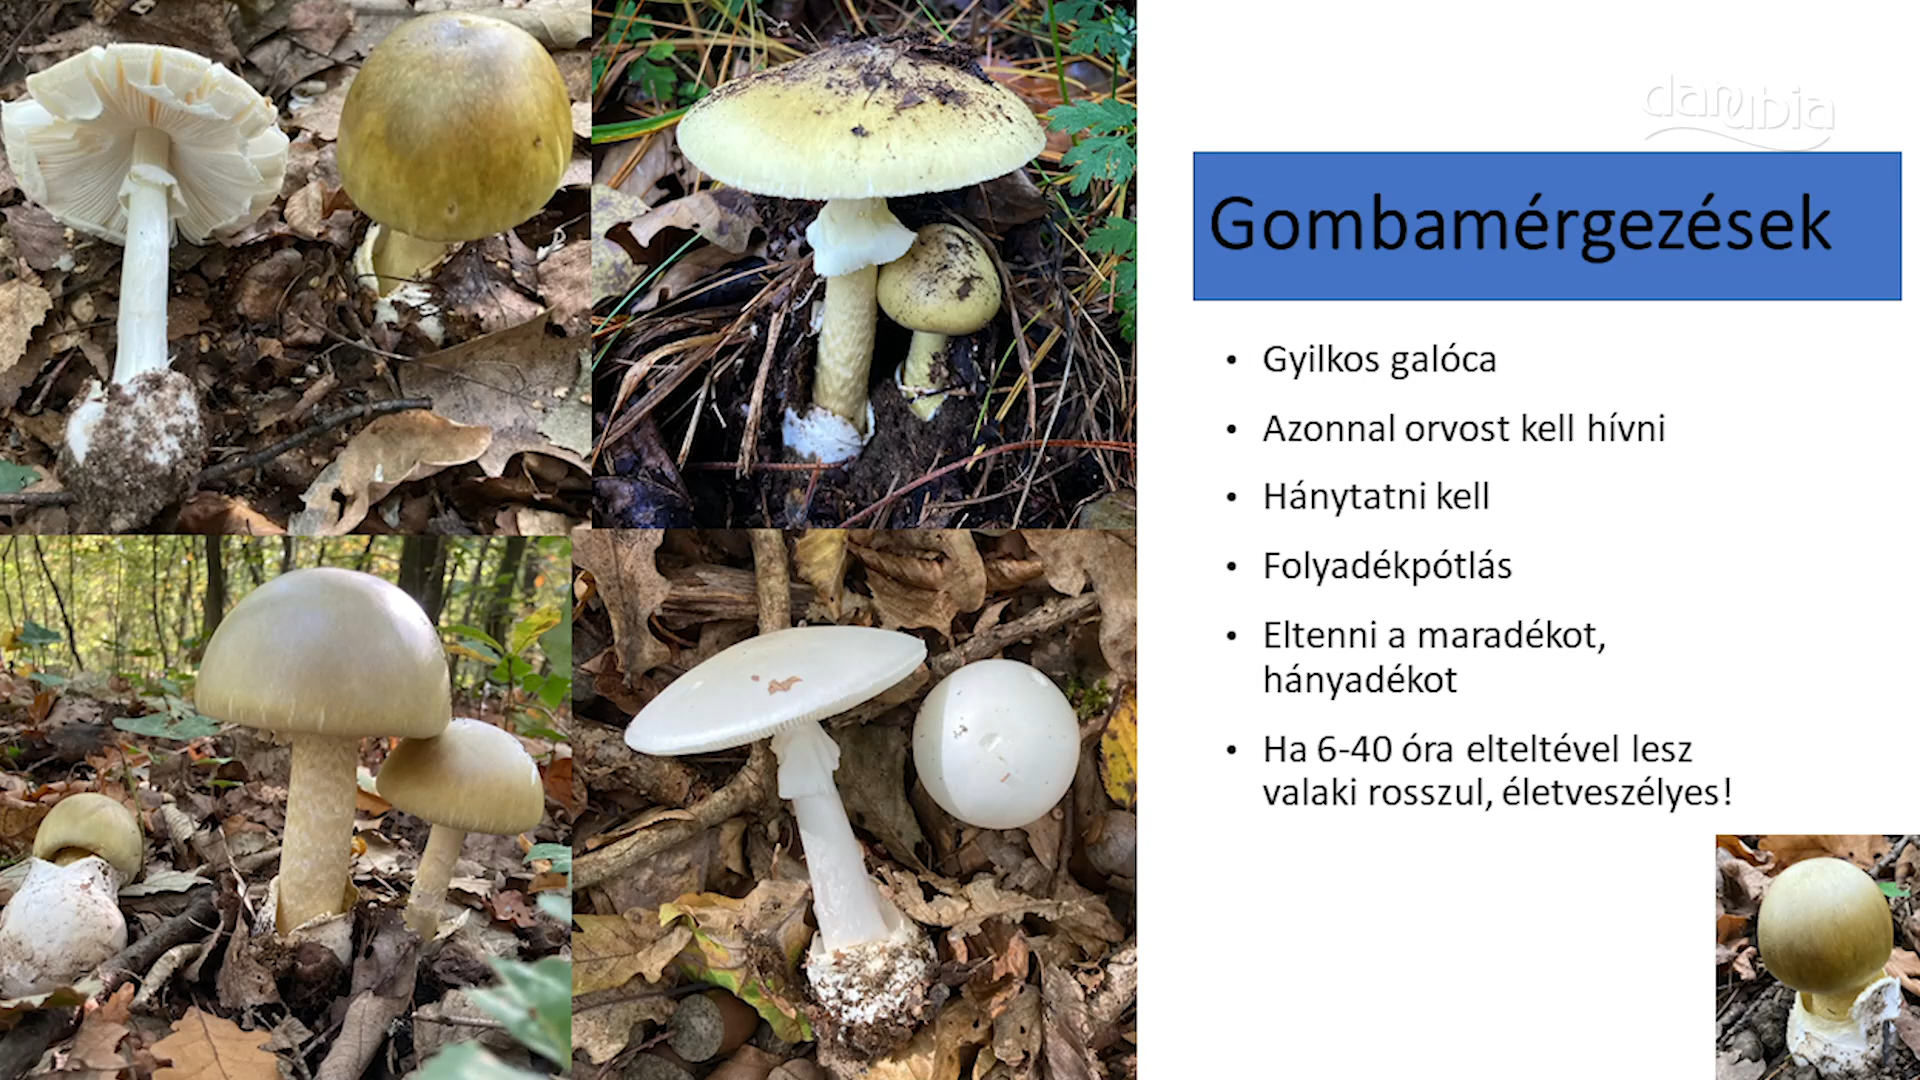 danubia
Gombamérgezések
• Gyilkos galóca
• Azonnal orvost kell hívni
• Hánytatni kell
• Folyadékpótlás
• Eltenni a maradékot,
hányadékot
• Ha 6-40 óra elteltével lesz
valaki rosszul, életveszélyes!